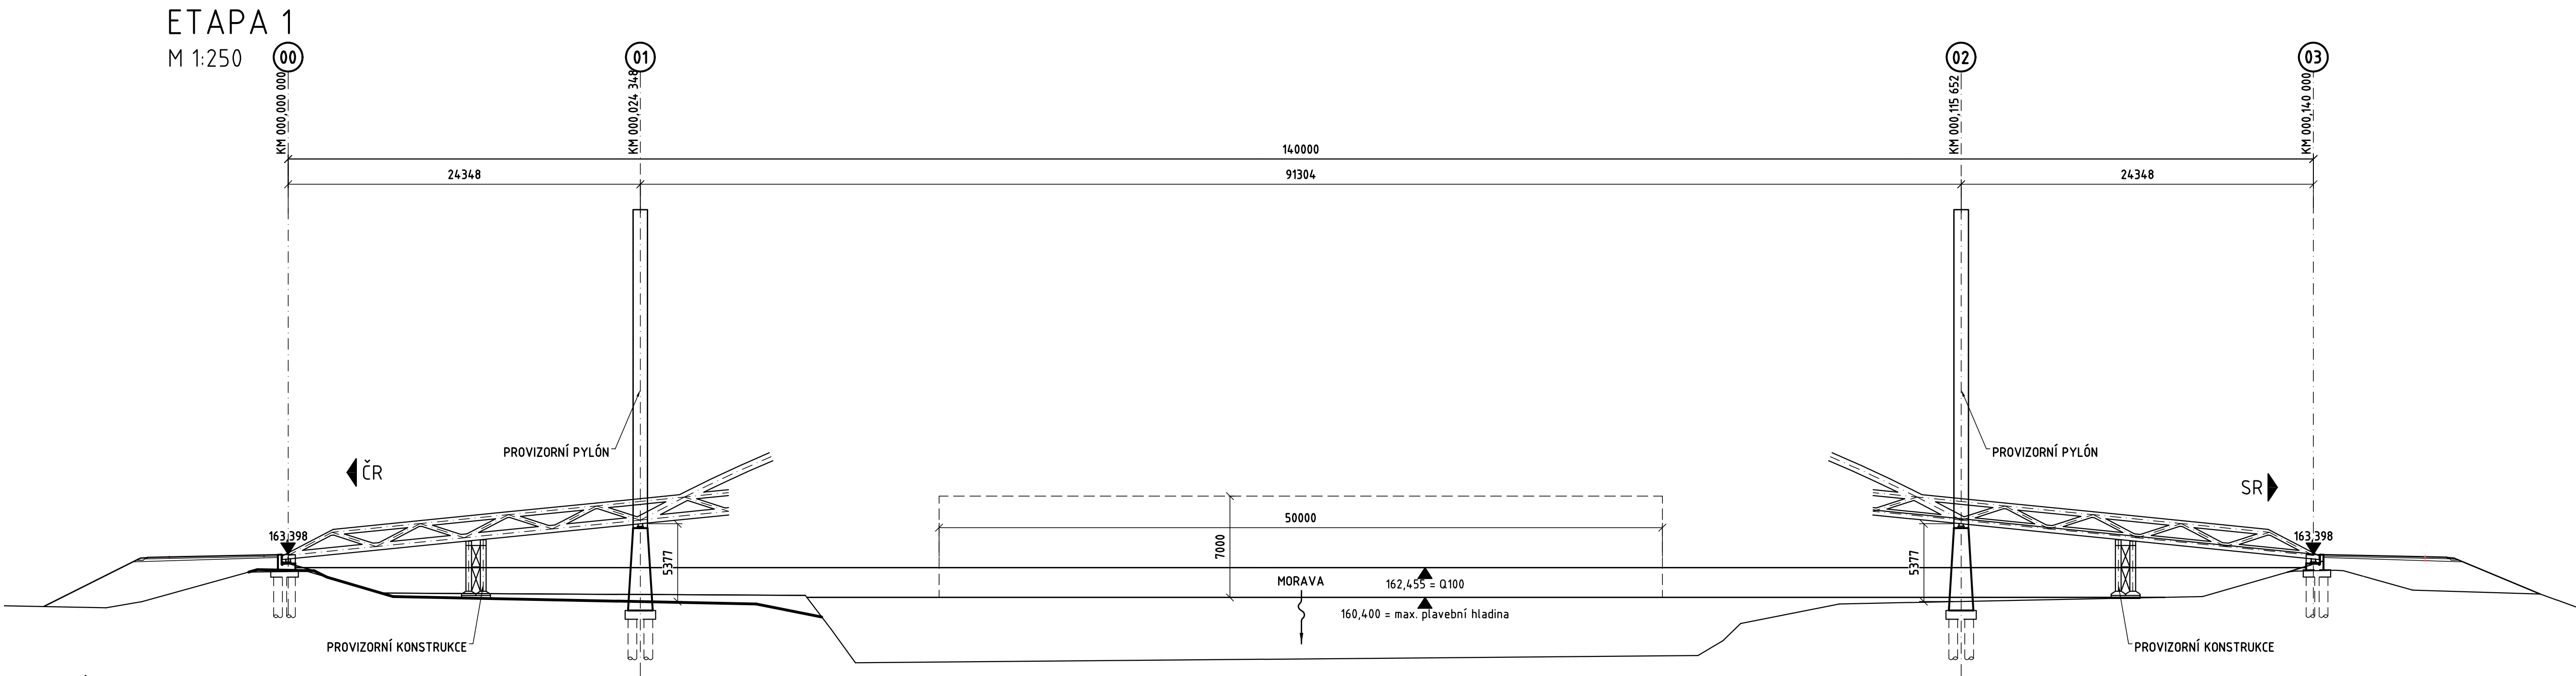 ETAPA 1
M 1:250
00
01
02
03
KM 000,000 000
KM 000,024 348
KM 000,115 652
KM 000,140 000
140000
24348
91304
24348
PROVIZORNÍ PYLÓN
PROVIZORNÍ PYLÓN
ČR
SR
163,398
163,398
50000
7000
5377
5377
MORAVA
162,455 = Q100
160,400 = max. plavební hladina
PROVIZORNÍ KONSTRUKCE
PROVIZORNÍ KONSTRUKCE